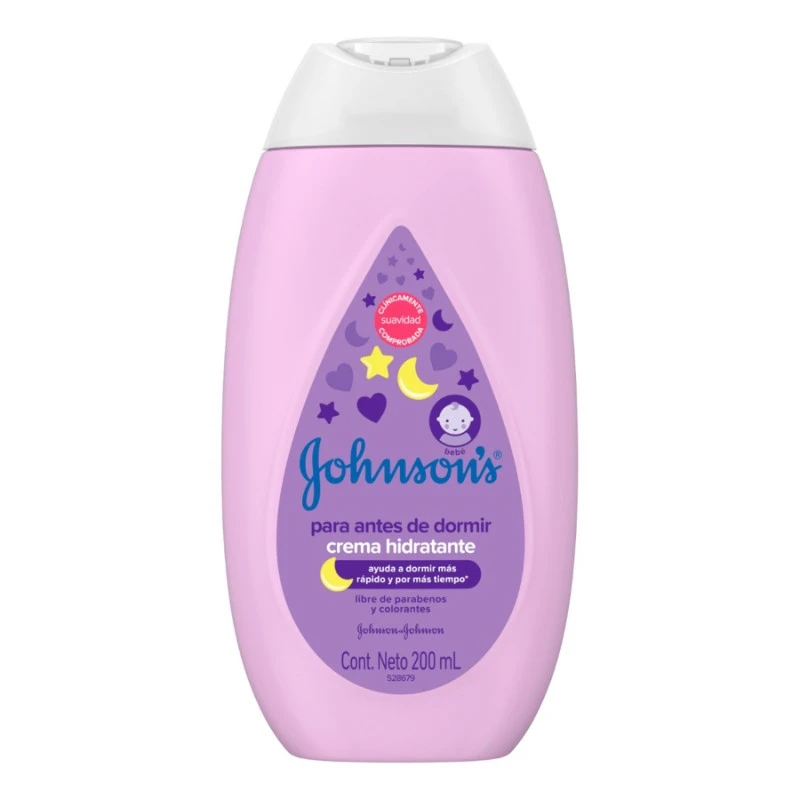 CLÍNICAMENTE
suavidad
COMPROBADA
bebé
Johnson's®
para antes de dormir
crema hidratante
ayuda a dormir más
rápido y por más tiempo*
libre de parabenos
y colorantes
Johnson+Johnson
Cont. Neto 200 mL
528679